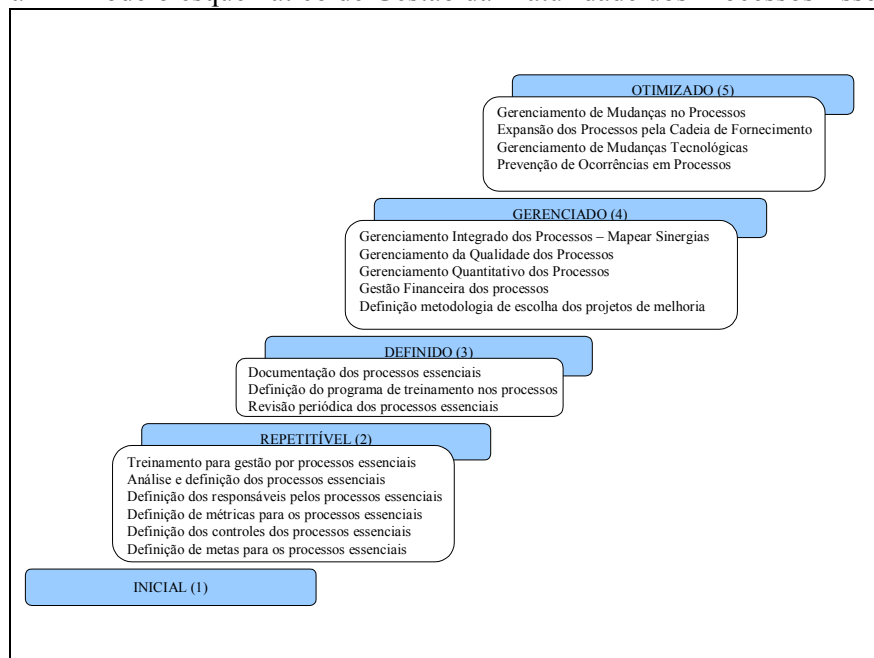 OTIMIZADO (5)
Gerenciamento de Mudanças no Processos
Expansão dos Processos pela Cadeia de Fornecimento
Gerenciamento de Mudanças Tecnológicas
Prevenção de Ocorrências em Processos
GERENCIADO (4)
Gerenciamento Integrado dos Processos – Mapear Sinergias
Gerenciamento da Qualidade dos Processos
Gerenciamento Quantitativo dos Processos
Gestão Financeira dos processos
Definição metodologia de escolha dos projetos de melhoria
DEFINIDO (3)
Documentação dos processos essenciais
Definição do programa de treinamento nos processos
Revisão periódica dos processos essenciais
REPETITÍVEL (2)
Treinamento para gestão por processos essenciais
Análise e definição dos processos essenciais
Definição dos responsáveis pelos processos essenciais
Definição de métricas para os processos essenciais
Definição dos controles dos processos essenciais
Definição de metas para os processos essenciais
INICIAL (1)